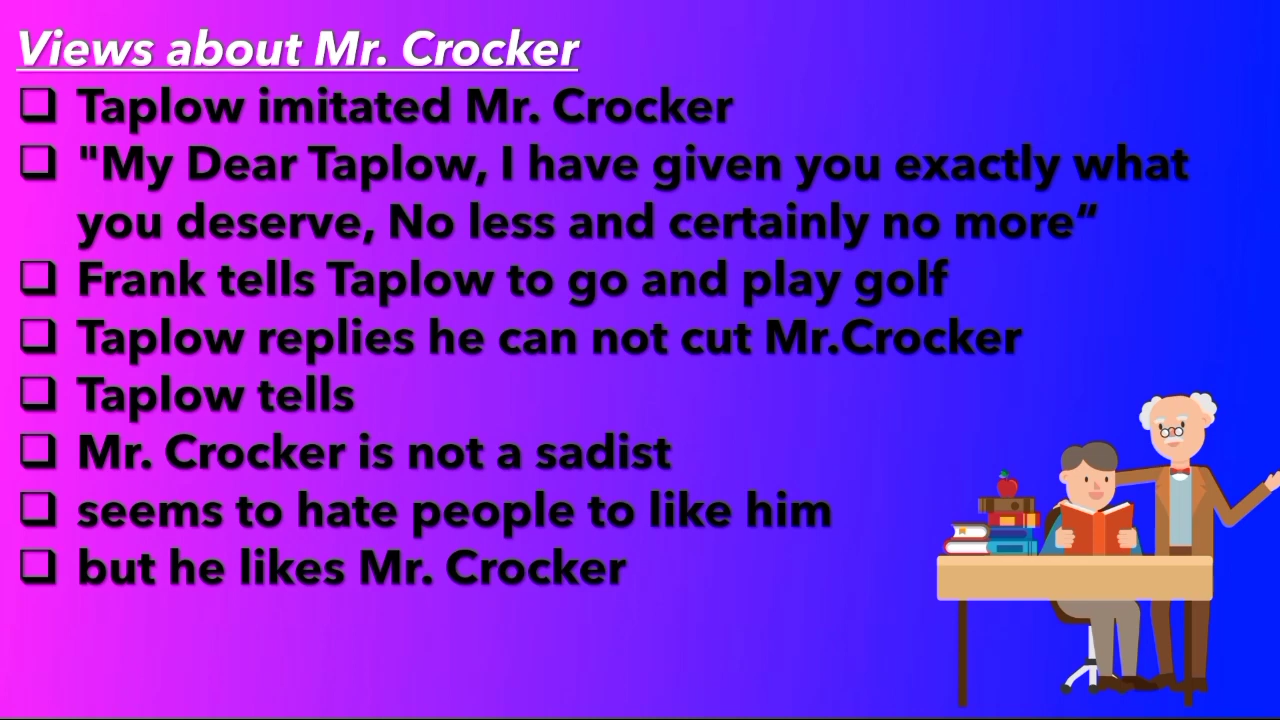 Views about Mr. Crocker
❑ Taplow imitated Mr. Crocker
❑ "My Dear Taplow, I have given you exactly what
you deserve, No less and certainly no more“
❑ Frank tells Taplow to go and play golf
❑ Taplow replies he can not cut Mr.Crocker
❑ Taplow tells
❑ Mr. Crocker is not a sadist
❑ seems to hate people to like him
❑ but he likes Mr. Crocker